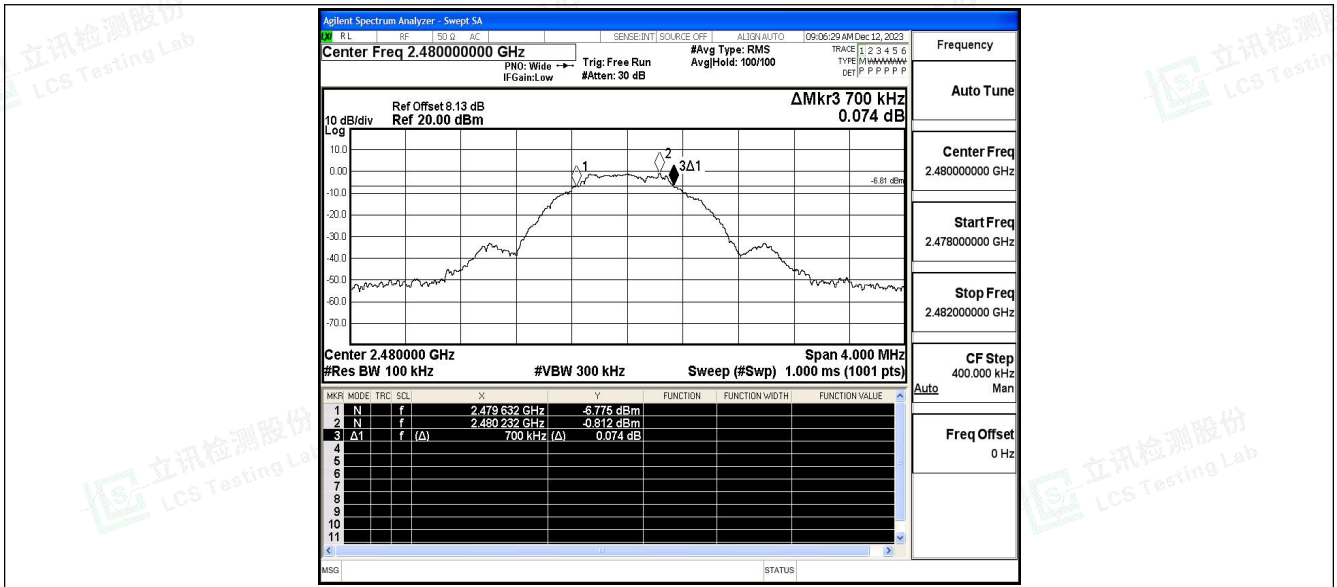 Agilent Spectrum Analyzer - Swept SA
LXI RL RF 50 Ω AC SENSE:INT SOURCE OFF ALIGN AUTO 09:06:29 AM Dec 12, 2023
Center Freq 2.480000000 GHz
PNO: Wide
IFGain:Low
Trig: Free Run
#Atten: 30 dB
#Avg Type: RMS
Avg|Hold: 100/100
TRACE 1 2 3 4 5 6
TYPE M W W W W W
DET P P P P P P
Frequency
Auto Tune
Center Freq
2.480000000 GHz
Start Freq
2.478000000 GHz
Stop Freq
2.482000000 GHz
CF Step
400.000 kHz
Auto Man
Freq Offset
0 Hz
ΔMkr3 700 kHz
0.074 dB
Ref Offset 8.13 dB
10 dB/div Ref 20.00 dBm
Log
10.0
0.00
-10.0
-20.0
-30.0
-40.0
-50.0
-60.0
-70.0
1
2
3Δ1
-6.81 dBm
Center 2.480000 GHz Span 4.000 MHz
#Res BW 100 kHz #VBW 300 kHz Sweep (#Swp) 1.000 ms (1001 pts)
MKR MODE TRC SCL X Y FUNCTION FUNCTION WIDTH FUNCTION VALUE
1 N f 2.479 632 GHz -6.775 dBm
2 N f 2.480 232 GHz -0.812 dBm
3 Δ1 f (Δ) 700 kHz (Δ) 0.074 dB
4
5
6
7
8
9
10
11
MSG STATUS
立讯检测股份
LCS Testing Lab
立讯检测股份
LCS Testing Lab
立讯检测股份
LCS Testing Lab
立讯检测股份
LCS Testing Lab